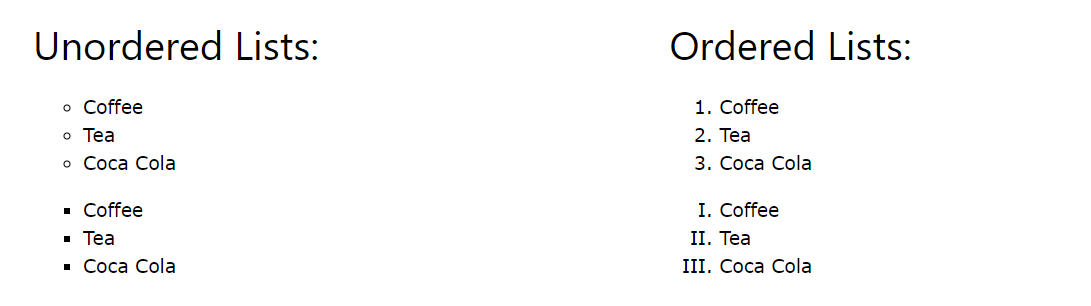 Unordered Lists:
○ Coffee
○ Tea
○ Coca Cola
▪ Coffee
▪ Tea
▪ Coca Cola
Ordered Lists:
1. Coffee
2. Tea
3. Coca Cola
I. Coffee
II. Tea
III. Coca Cola